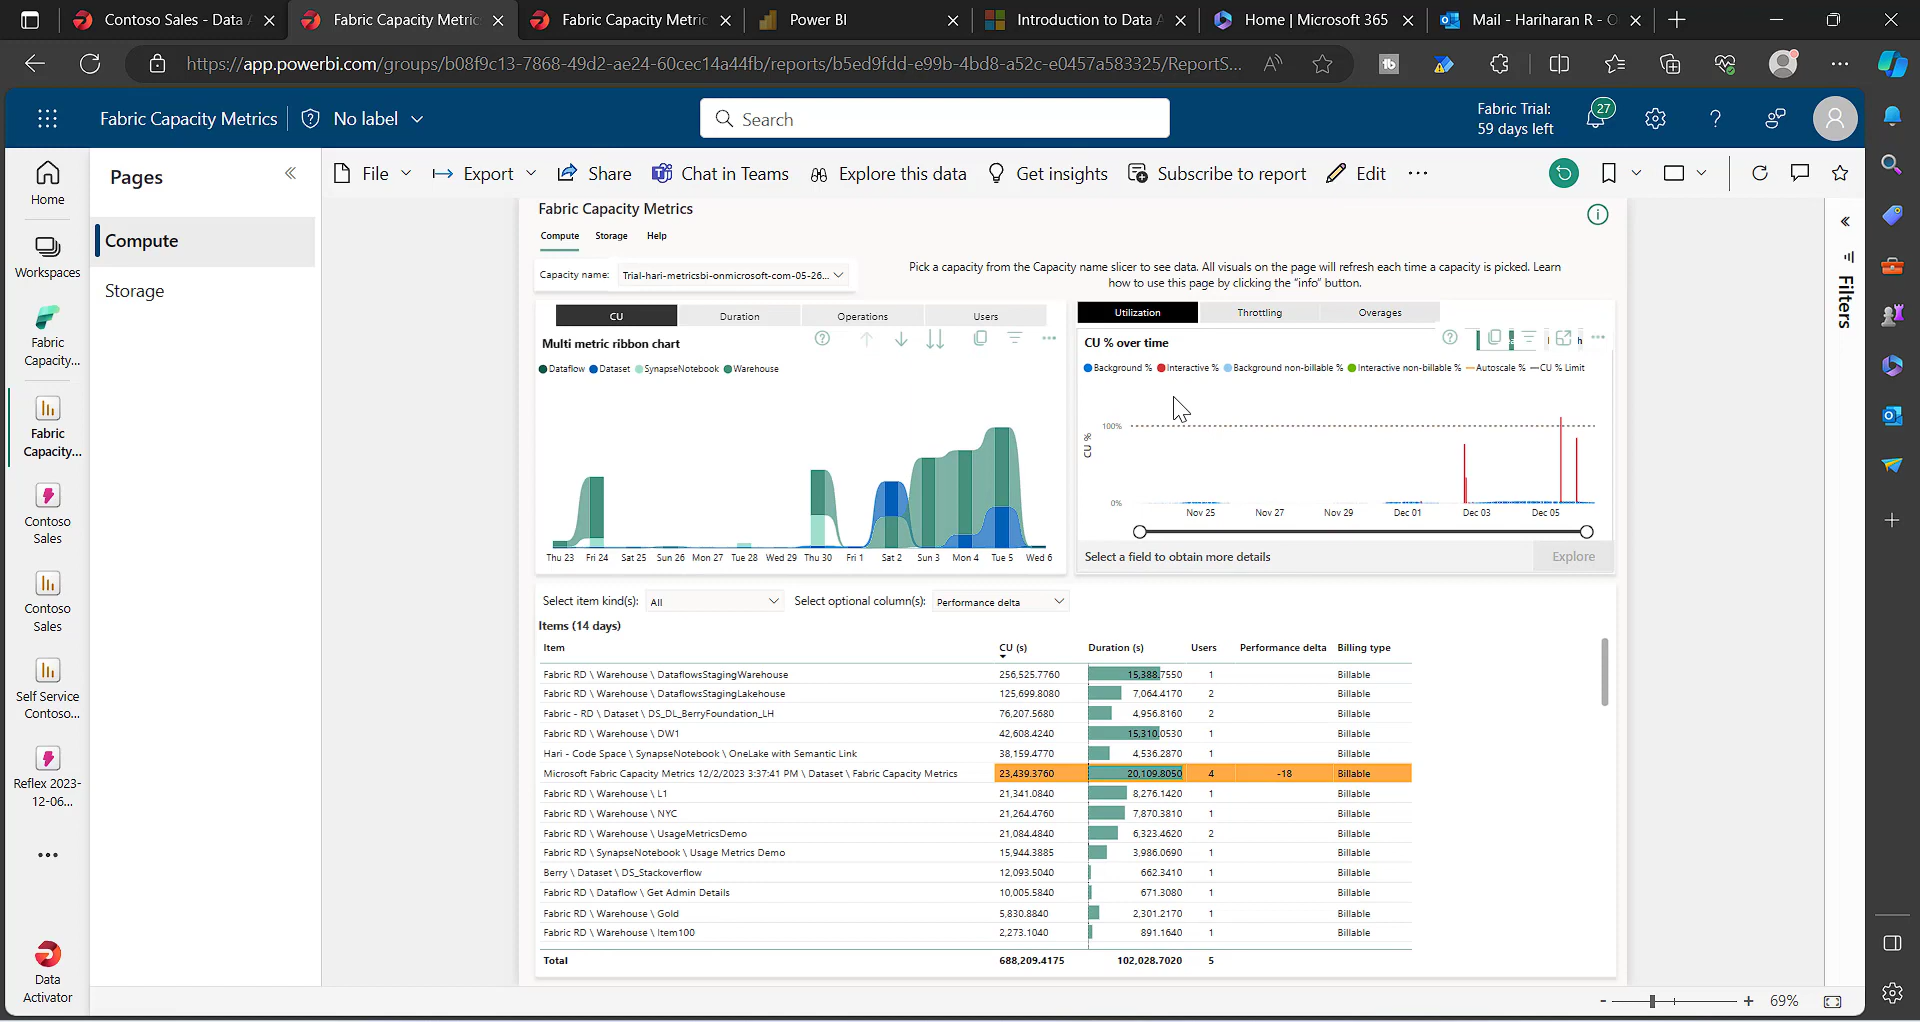 Contoso Sales - Data A
Fabric Capacity Metric
Fabric Capacity Metric
Power BI
Introduction to Data A
Home | Microsoft 365
Mail - Hariharan R - O
https://app.powerbi.com/groups/b08f9c13-7868-49d2-ae24-60cec14a44fb/reports/b5ed9fdd-e99b-4bd8-a52c-e0457a583325/ReportS...
Fabric Capacity Metrics
No label
Search
Fabric Trial:
59 days left
27
Home
Workspaces
Fabric
Capacity...
Fabric
Capacity...
Contoso
Sales
Contoso
Sales
Self Service
Contoso...
Reflex 2023-
12-06...
Data
Activator
Pages
Compute
Storage
File
Export
Share
Chat in Teams
Explore this data
Get insights
Subscribe to report
Edit
Filters
Fabric Capacity Metrics
Compute
Storage
Help
Capacity name:
Trial-hari-metricsbi-onmicrosoft-com-05-26...
Pick a capacity from the Capacity name slicer to see data. All visuals on the page will refresh each time a capacity is picked. Learn
how to use this page by clicking the "info" button.
CU
Duration
Operations
Users
Multi metric ribbon chart
Dataflow Dataset SynapseNotebook Warehouse
Thu 23 Fri 24 Sat 25 Sun 26 Mon 27 Tue 28 Wed 29 Thu 30 Fri 1 Sat 2 Sun 3 Mon 4 Tue 5 Wed 6
Utilization
Throttling
Overages
CU % over time
Background % Interactive % Background non-billable % Interactive non-billable % Autoscale % CU % Limit
100%
CU %
0%
Nov 25 Nov 27 Nov 29 Dec 01 Dec 03 Dec 05
Select a field to obtain more details
Explore
Select item kind(s): All
Select optional column(s): Performance delta
Items (14 days)
Item CU (s) Duration (s) Users Performance delta Billing type
Fabric RD \ Warehouse \ DataflowsStagingWarehouse 256,525.7760 15,388.7550 1 Billable
Fabric RD \ Warehouse \ DataflowsStagingLakehouse 125,699.8080 7,064.4170 2 Billable
Fabric - RD \ Dataset \ DS_DL_BerryFoundation_LH 76,207.5680 4,956.8160 2 Billable
Fabric RD \ Warehouse \ DW1 42,608.4240 15,310.0530 1 Billable
Hari - Code Space \ SynapseNotebook \ OneLake with Semantic Link 38,159.4770 4,536.2870 1 Billable
Microsoft Fabric Capacity Metrics 12/2/2023 3:37:41 PM \ Dataset \ Fabric Capacity Metrics 23,439.3760 20,109.8050 4 -18 Billable
Fabric RD \ Warehouse \ L1 21,341.0840 8,276.1420 1 Billable
Fabric RD \ Warehouse \ NYC 21,264.4760 7,870.3810 1 Billable
Fabric RD \ Warehouse \ UsageMetricsDemo 21,084.4840 6,323.4620 2 Billable
Fabric RD \ SynapseNotebook \ Usage Metrics Demo 15,944.3885 3,986.0690 1 Billable
Berry \ Dataset \ DS_Stackoverflow 12,093.5040 662.3410 1 Billable
Fabric RD \ Dataflow \ Get Admin Details 10,005.5840 671.3080 1 Billable
Fabric RD \ Warehouse \ Gold 5,830.8840 2,301.2170 1 Billable
Fabric RD \ Warehouse \ Item100 2,273.1040 891.1640 1 Billable
Total 688,209.4175 102,028.7020 5
69%